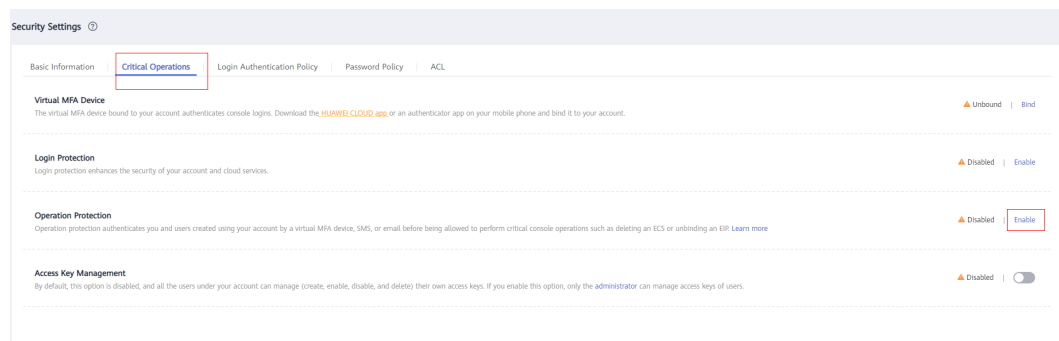 Security Settings ?
Basic Information | Critical Operations | Login Authentication Policy | Password Policy | ACL
Virtual MFA Device
The virtual MFA device bound to your account authenticates console logins. Download the HUAWEI CLOUD app or an authenticator app on your mobile phone and bind it to your account.
Unbound | Bind
Login Protection
Login protection enhances the security of your account and cloud services.
Disabled | Enable
Operation Protection
Operation protection authenticates you and users created using your account by a virtual MFA device, SMS, or email before being allowed to perform critical console operations such as deleting an ECS or unbinding an EIP. Learn more
Disabled | Enable
Access Key Management
By default, this option is disabled, and all the users under your account can manage (create, enable, disable, and delete) their own access keys. If you enable this option, only the administrator can manage access keys of users.
Disabled |